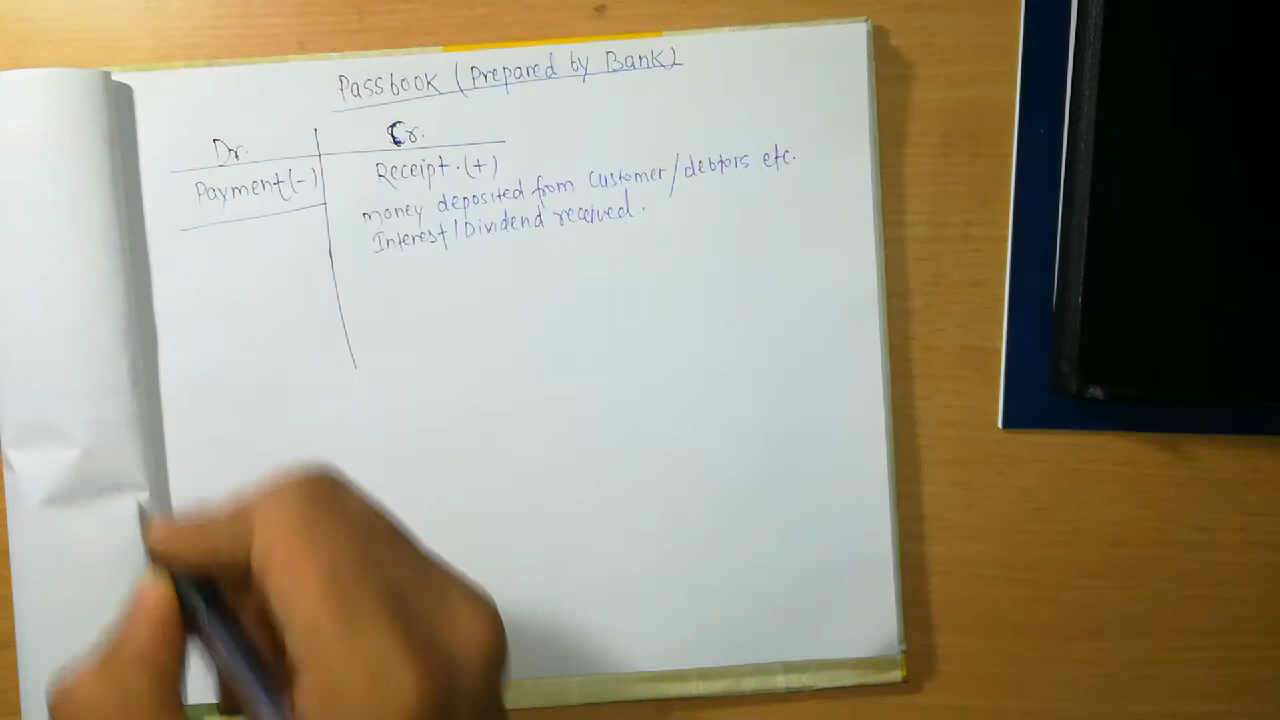 Passbook (Prepared by Bank)
Dr. Cr.
Payment(-) Receipt.(+)
money deposited from customer/debtors etc.
Interest/Dividend received.